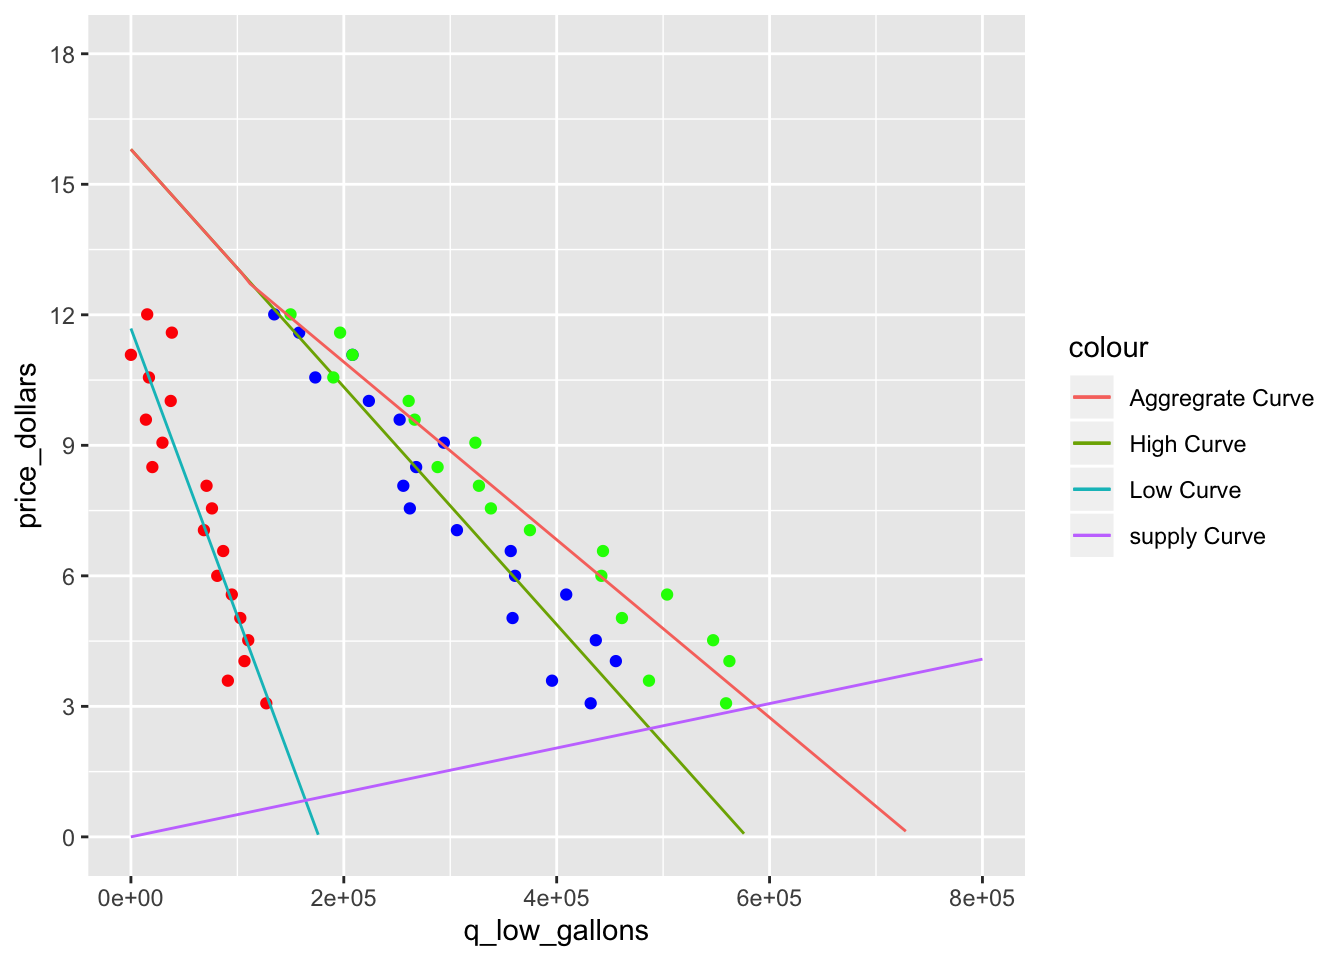 18
15
12
9
6
3
0
price_dollars
0e+00 2e+05 4e+05 6e+05 8e+05
q_low_gallons
colour
Aggregrate Curve
High Curve
Low Curve
supply Curve